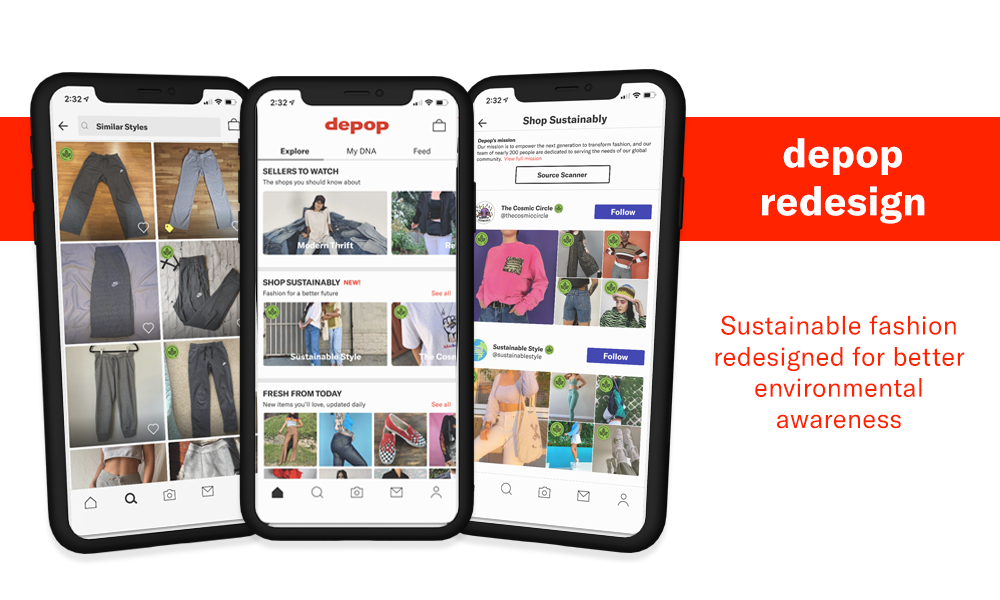 2:32
Similar Styles
2:32
depop
Explore
My DNA
Feed
SELLERS TO WATCH
The shops you should know about
Modern Thrift
Re
SHOP SUSTAINABLY NEW!
Fashion for a better future
See all
Sustainable Style
The Cosm
FRESH FROM TODAY
New items you'll love, updated daily
See all
2:32
Shop Sustainably
Depop's mission
Our mission is to empower the next generation to transform fashion, and our
team of nearly 200 people are dedicated to serving the needs of our global
community. View full mission
Source Scanner
The Cosmic Circle
@thecosmiccircle
Follow
Sustainable Style
@sustainablestyle
Follow
depop
redesign
Sustainable fashion
redesigned for better
environmental
awareness